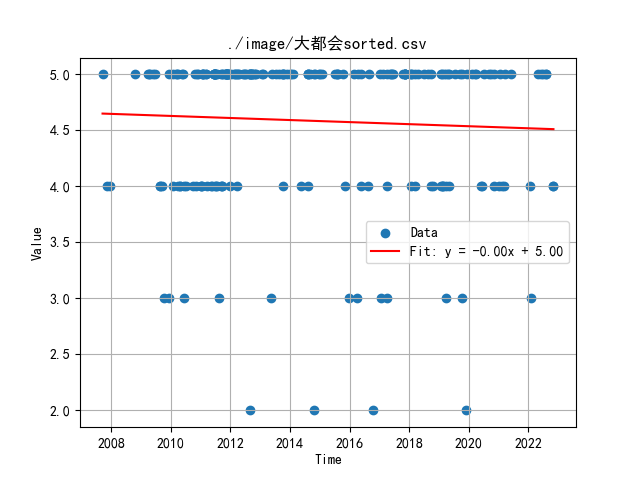 ./image/大都会sorted.csv
5.0
4.5
4.0
3.5
3.0
2.5
2.0
Value
Data
Fit: y = -0.00x + 5.00
2008 2010 2012 2014 2016 2018 2020 2022
Time